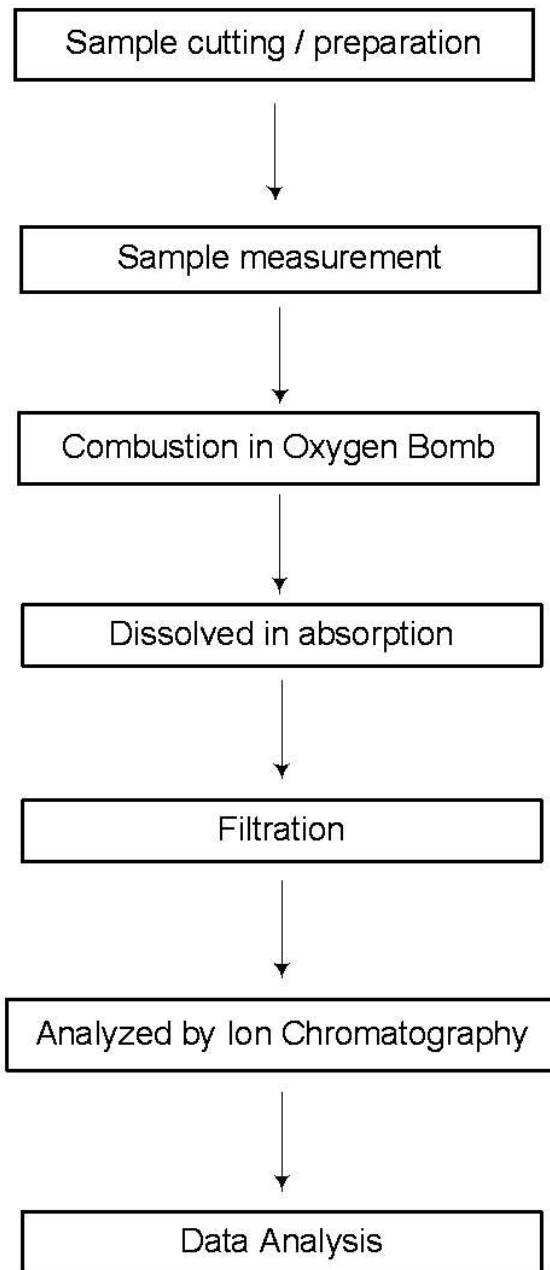 Sample cutting / preparation
Sample measurement
Combustion in Oxygen Bomb
Dissolved in absorption
Filtration
Analyzed by Ion Chromatography
Data Analysis